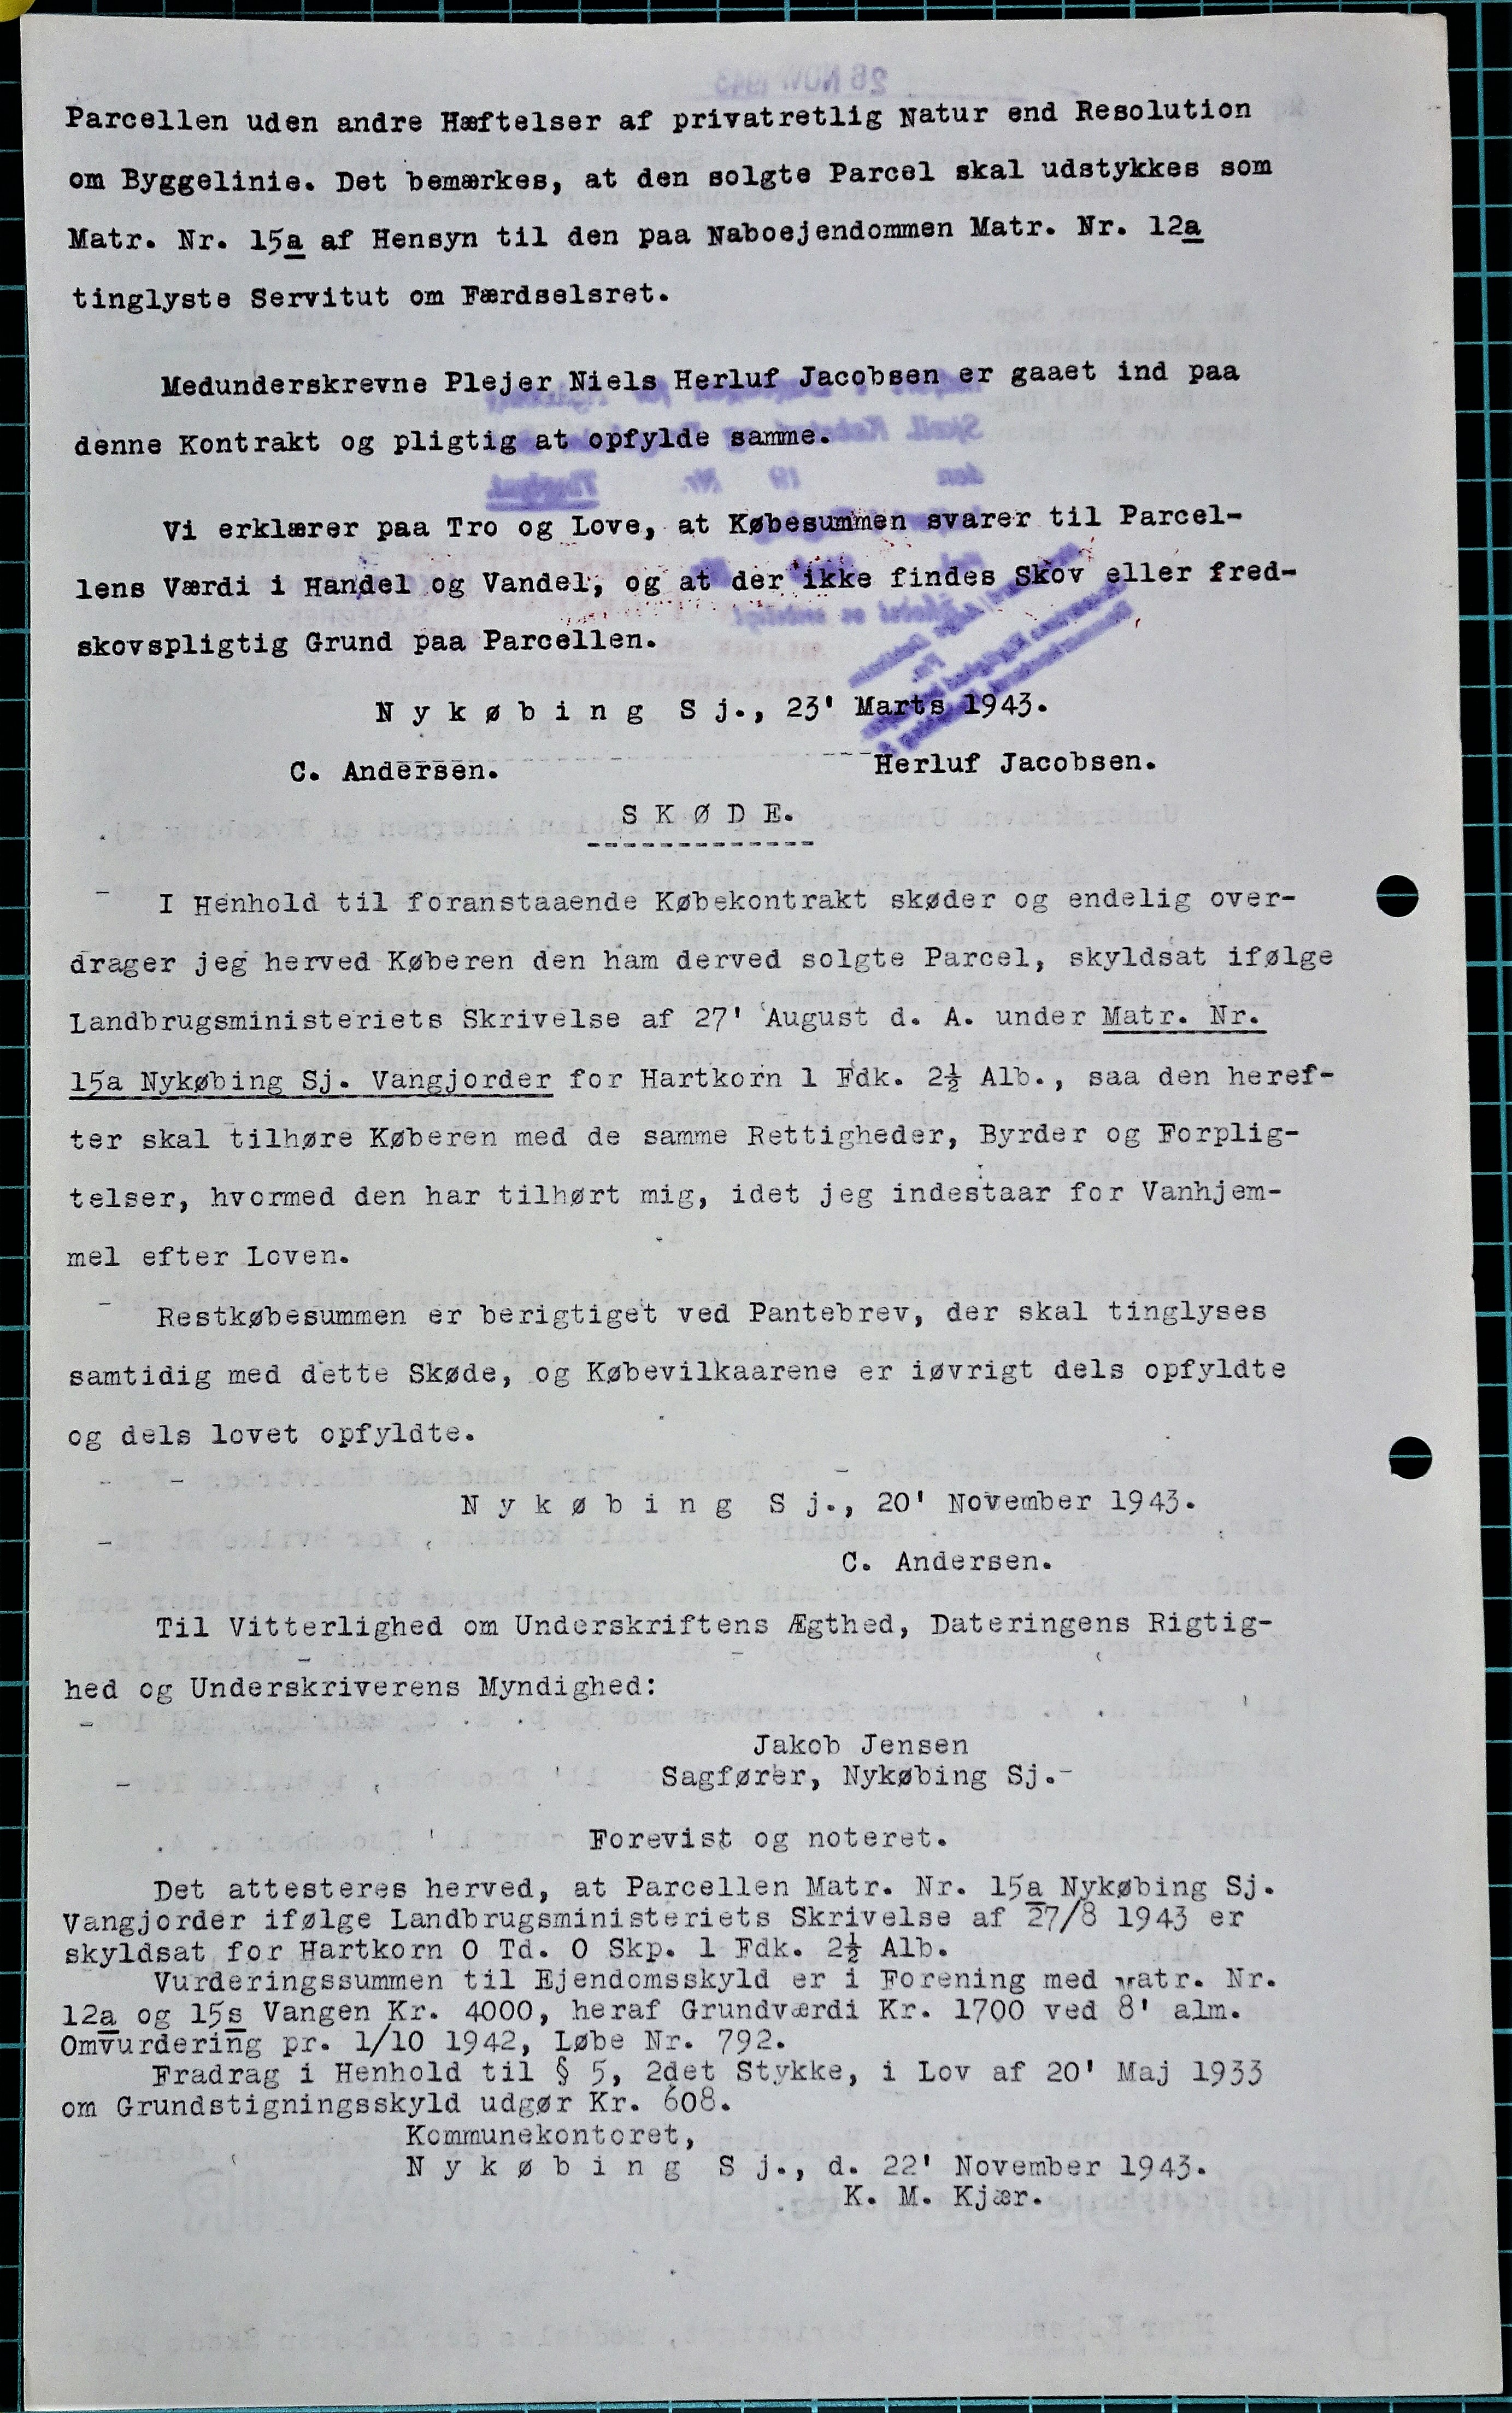 Parcellen uden andre Hæftelser af privatretlig Natur end Resolution
om Byggelinie. Det bemærkes, at den solgte Parcel skal udstykkes som
Matr. Nr. 15a af Hensyn til den paa Naboejendommen Matr. Nr. 12a
tinglyste Servitut om Færdselsret.
Medunderskrevne Plejer Niels Herluf Jacobsen er gaaet ind paa
denne Kontrakt og pligtig at opfylde samme.
Vi erklærer paa Tro og Love, at Købesummen svarer til Parcel-
lens Værdi i Handel og Vandel, og at der ikke findes Skov eller fred-
skovspligtig Grund paa Parcellen.
Nykøbing Sj., 23' Marts 1943.
C. Andersen. Herluf Jacobsen.
SKØDE.
-------------
I Henhold til foranstaaende Købekontrakt skøder og endelig over-
drager jeg herved Køberen den ham derved solgte Parcel, skyldsat ifølge
Landbrugsministeriets Skrivelse af 27' August d. A. under Matr. Nr.
15a Nykøbing Sj. Vangjorder for Hartkorn 1 Fdk. 2½ Alb., saa den heref-
ter skal tilhøre Køberen med de samme Rettigheder, Byrder og Forplig-
telser, hvormed den har tilhørt mig, idet jeg indestaar for Vanhjem-
mel efter Loven.
Restkøbesummen er berigtiget ved Pantebrev, der skal tinglyses
samtidig med dette Skøde, og Købevilkaarene er iøvrigt dels opfyldte
og dels lovet opfyldte.
Nykøbing Sj., 20' November 1943.
C. Andersen.
Til Vitterlighed om Underskriftens Ægthed, Dateringens Rigtig-
hed og Underskriverens Myndighed:
Jakob Jensen
Sagfører, Nykøbing Sj.-
Forevist og noteret.
Det attesteres herved, at Parcellen Matr. Nr. 15a Nykøbing Sj.
Vangjorder ifølge Landbrugsministeriets Skrivelse af 27/8 1943 er
skyldsat for Hartkorn 0 Td. 0 Skp. 1 Fdk. 2½ Alb.
Vurderingssummen til Ejendomsskyld er i Forening med Matr. Nr.
12a og 15s Vangen Kr. 4000, heraf Grundværdi Kr. 1700 ved 8' alm.
Omvurdering pr. 1/10 1942, Løbe Nr. 792.
Fradrag i Henhold til § 5, 2det Stykke, i Lov af 20' Maj 1933
om Grundstigningsskyld udgør Kr. 608.
Kommunekontoret,
Nykøbing Sj., d. 22' November 1943.
K. M. Kjær.